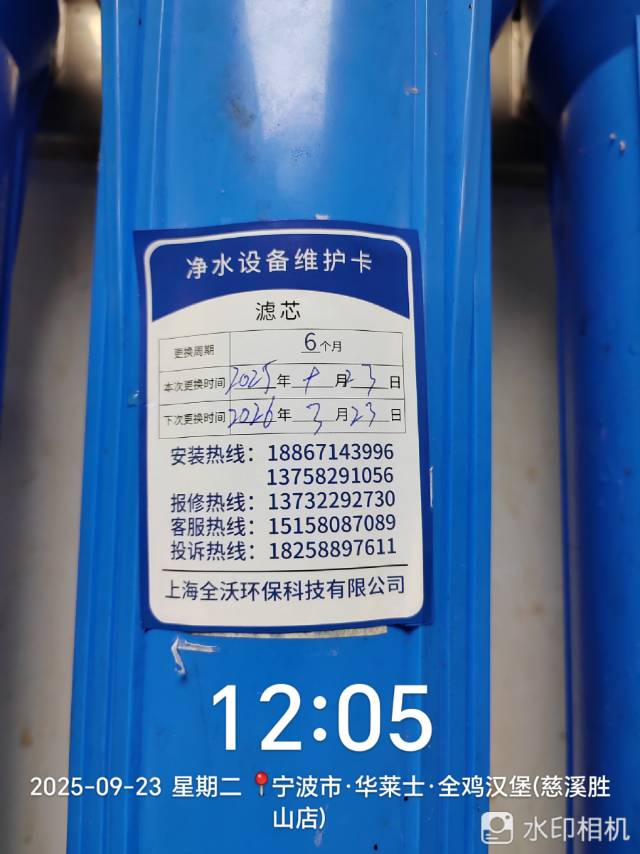 净水设备维护卡
滤芯
更换周期 6个月
本次更换时间 2025年 9月23日
下次更换时间 2026年 3月23日
安装热线：18867143996
13758291056
报修热线：13732292730
客服热线：15158087089
投诉热线：18258897611
上海全沃环保科技有限公司
12:05
2025-09-23 星期二 宁波市·华莱士·全鸡汉堡(慈溪胜
山店)
水印相机